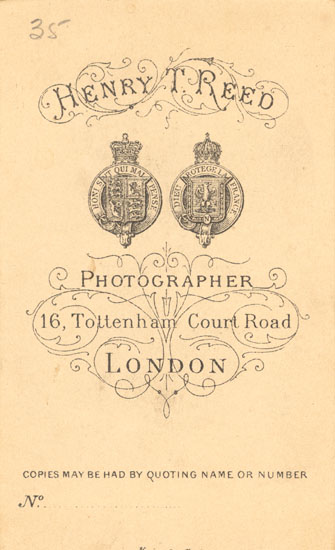 35
HENRY T. REED
HONI SOIT QUI MAL Y PENSE
DIEU PROTEGE LA FRANCE
PHOTOGRAPHER
16, Tottenham Court Road
LONDON
COPIES MAY BE HAD BY QUOTING NAME OR NUMBER
No.